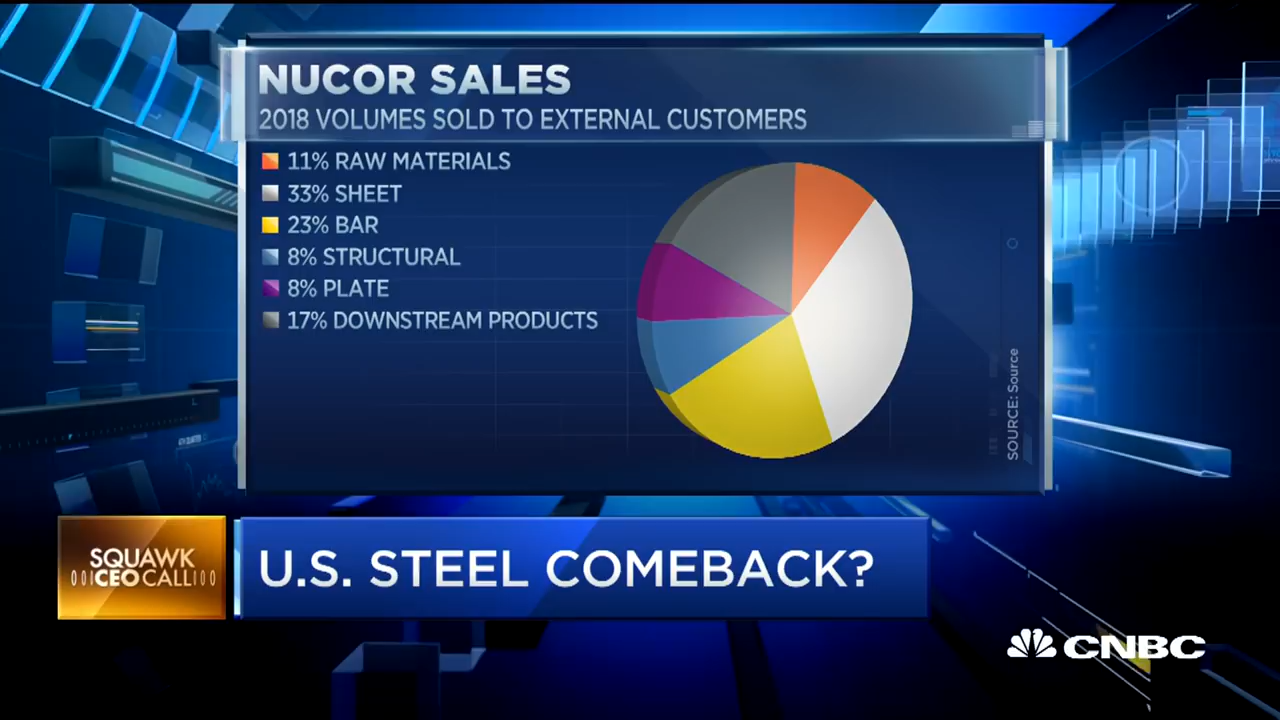 NUCOR SALES
2018 VOLUMES SOLD TO EXTERNAL CUSTOMERS
11% RAW MATERIALS
33% SHEET
23% BAR
8% STRUCTURAL
8% PLATE
17% DOWNSTREAM PRODUCTS
SOURCE: Source
SQUAWK
CEO CALL
U.S. STEEL COMEBACK?
CNBC